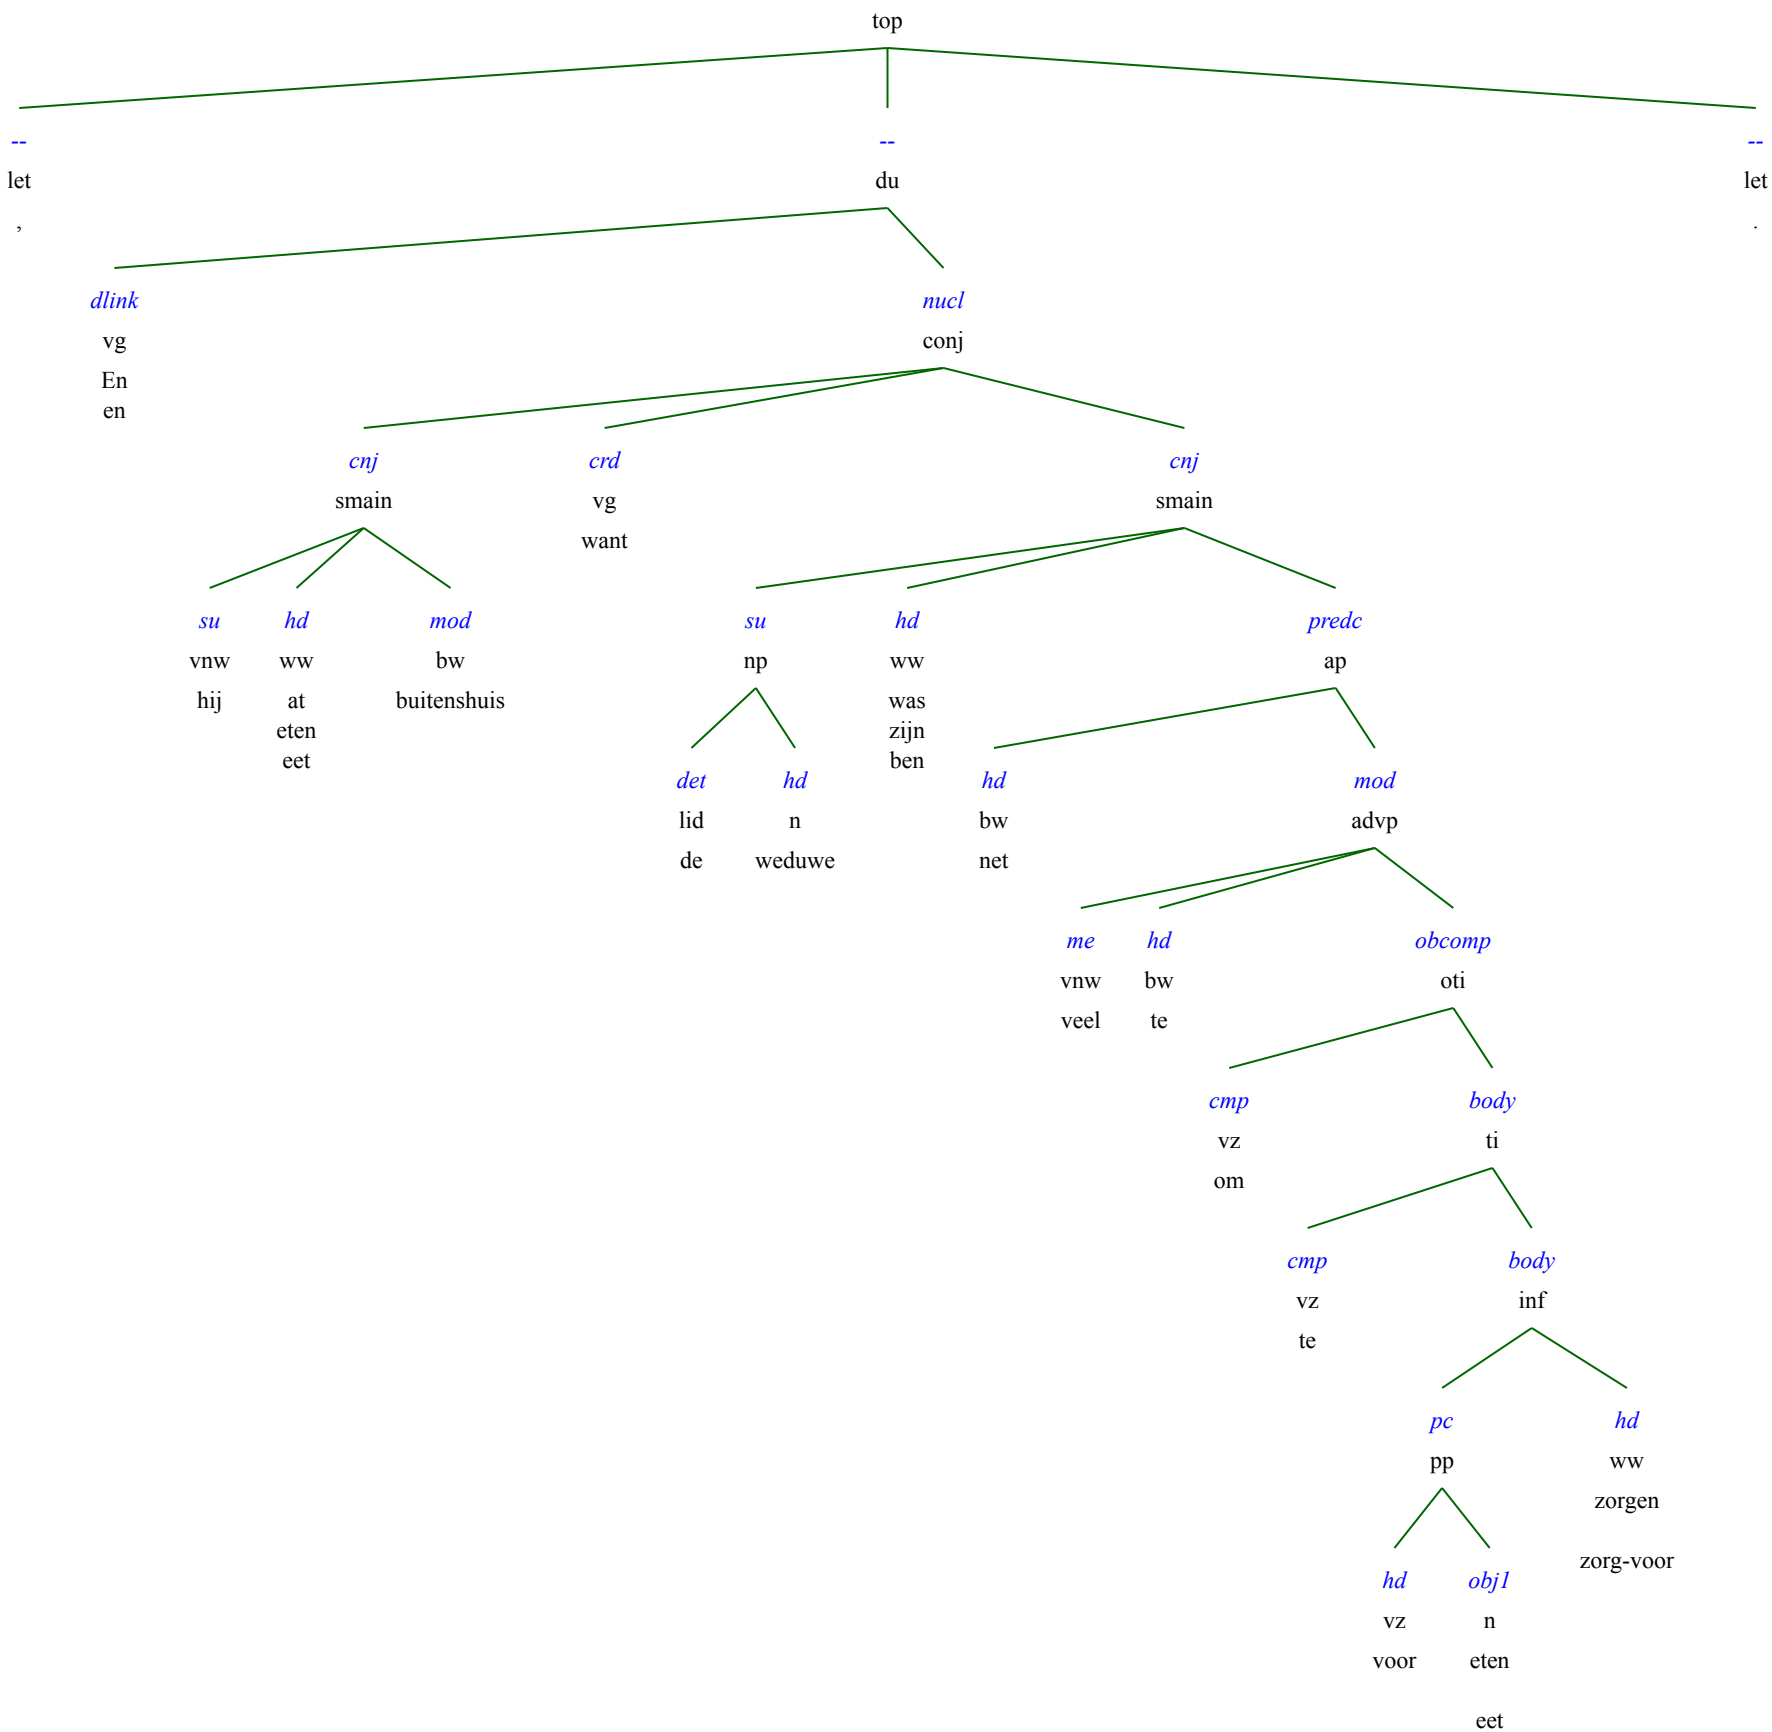 top
-- -- --
let du let
, .
dlink nucl
vg conj
En
en
cnj crd cnj
smain vg smain
want
su hd mod su hd predc
vnw ww bw np ww ap
hij at buitenshuis was
eten zijn
eet ben
det hd hd mod
lid n bw advp
de weduwe net
me hd obcomp
vnw bw oti
veel te
cmp body
vz ti
om
cmp body
vz inf
te
pc hd
pp ww
zorgen
zorg-voor
hd obj1
vz n
voor eten
eet